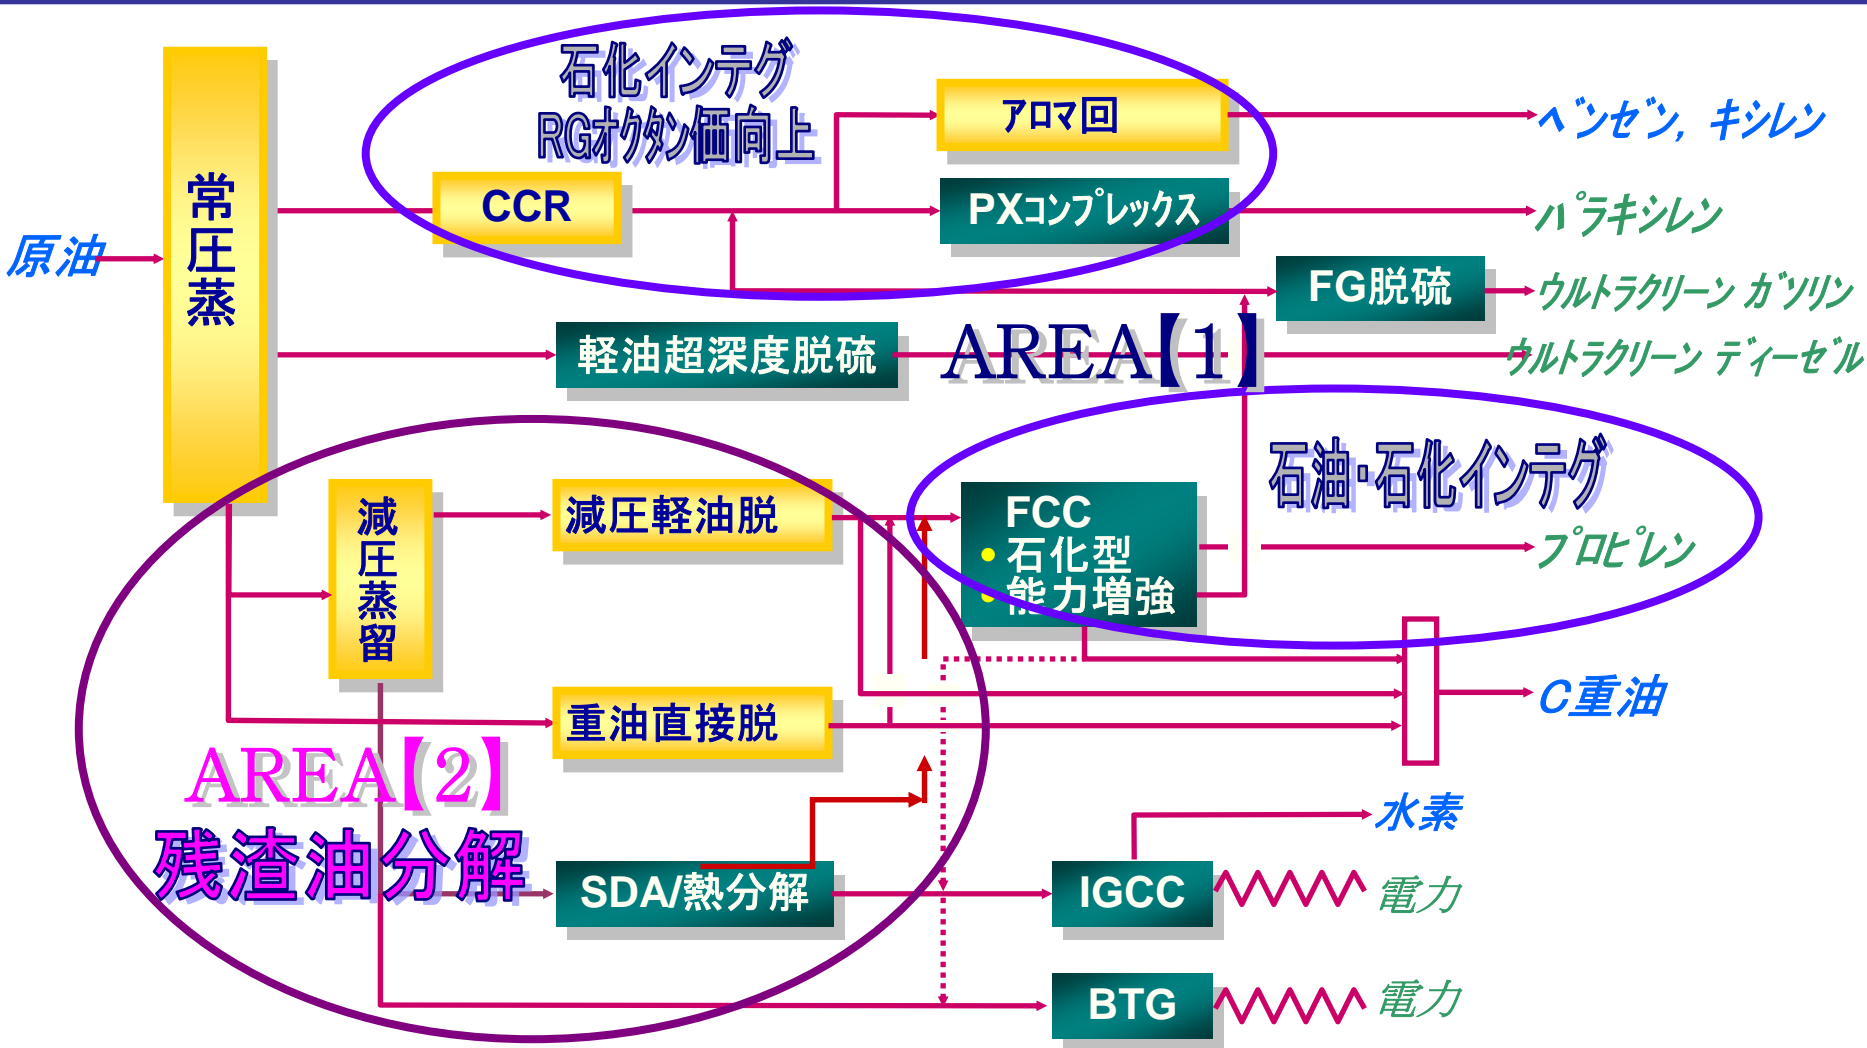 石化インテグ
RGオクタン価向上
アロマ回
ベンゼン, キシレン
CCR
PXコンプレックス
パラキシレン
常圧蒸
原油
FG脱硫
ウルトラクリーン ガソリン
軽油超深度脱硫
AREA【1】
ウルトラクリーン ディーゼル
石油・石化インテグ
減圧蒸留
減圧軽油脱
FCC
• 石化型
• 能力増強
プロピレン
重油直接脱
C重油
AREA【2】
残渣油分解
水素
SDA/熱分解
IGCC
電力
BTG
電力